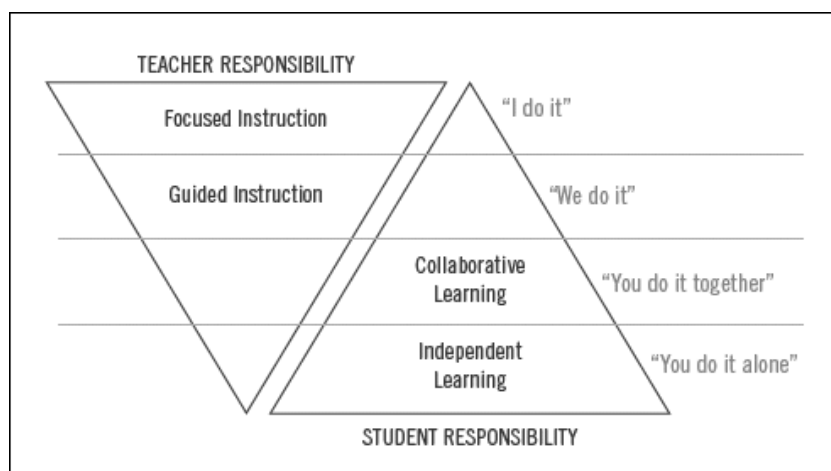 TEACHER RESPONSIBILITY
Focused Instruction
“I do it”
Guided Instruction
“We do it”
Collaborative
Learning
“You do it together”
Independent
Learning
“You do it alone”
STUDENT RESPONSIBILITY